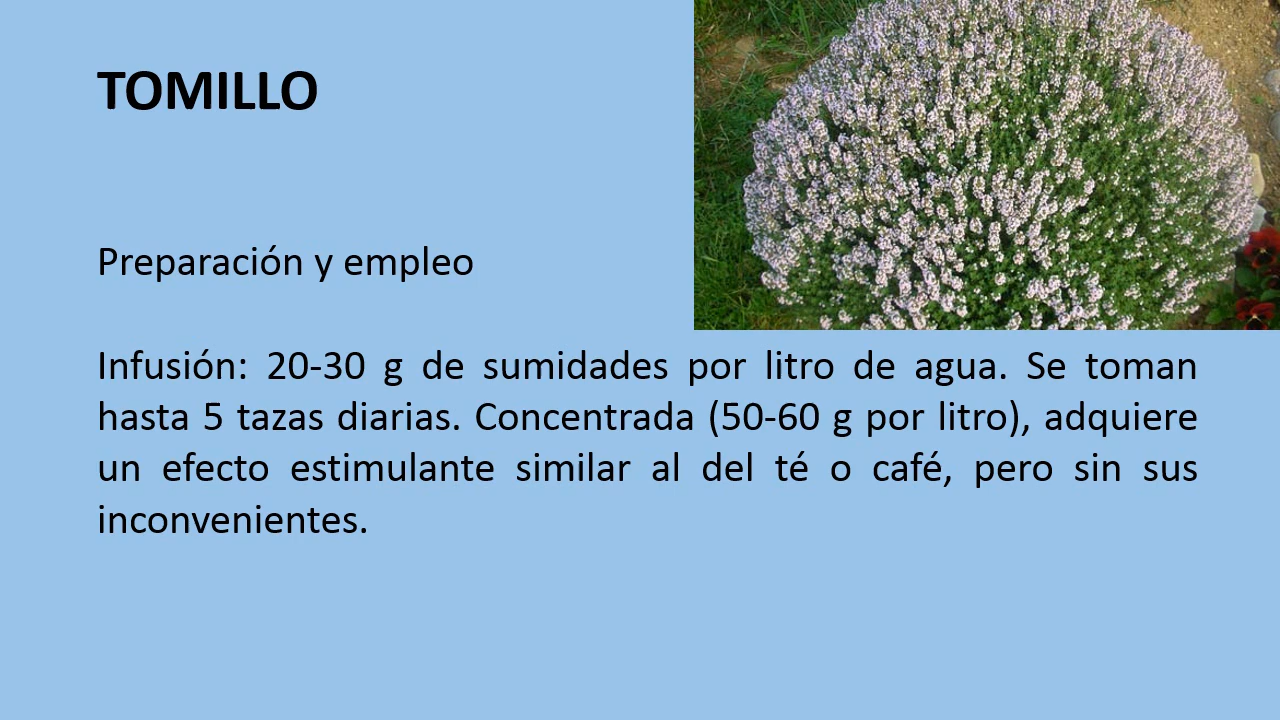 TOMILLO
Preparación y empleo
Infusión: 20-30 g de sumidades por litro de agua. Se toman
hasta 5 tazas diarias. Concentrada (50-60 g por litro), adquiere
un efecto estimulante similar al del té o café, pero sin sus
inconvenientes.